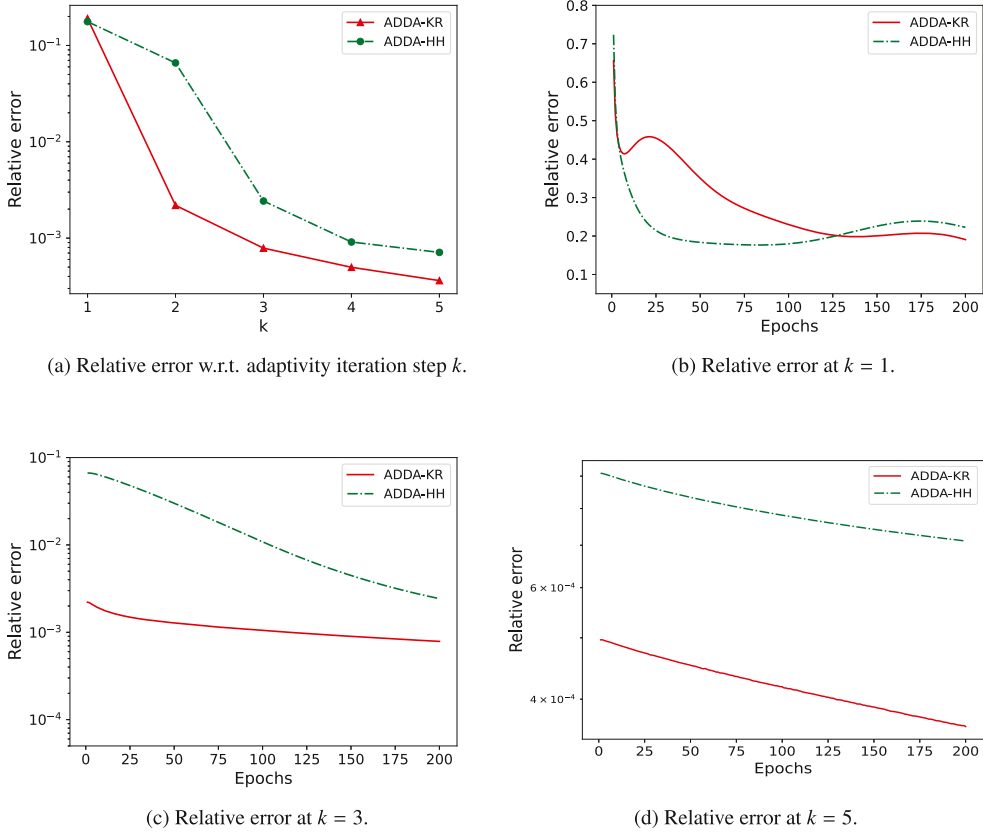 ADDA-KR
ADDA-HH
10⁻¹
10⁻²
10⁻³
Relative error
1 2 3 4 5
k
(a) Relative error w.r.t. adaptivity iteration step k.
ADDA-KR
ADDA-HH
0.8
0.7
0.6
0.5
0.4
0.3
0.2
0.1
Relative error
0 25 50 75 100 125 150 175 200
Epochs
(b) Relative error at k = 1.
ADDA-KR
ADDA-HH
10⁻¹
10⁻²
10⁻³
10⁻⁴
Relative error
0 25 50 75 100 125 150 175 200
Epochs
(c) Relative error at k = 3.
ADDA-KR
ADDA-HH
6 × 10⁻⁴
4 × 10⁻⁴
Relative error
0 25 50 75 100 125 150 175 200
Epochs
(d) Relative error at k = 5.